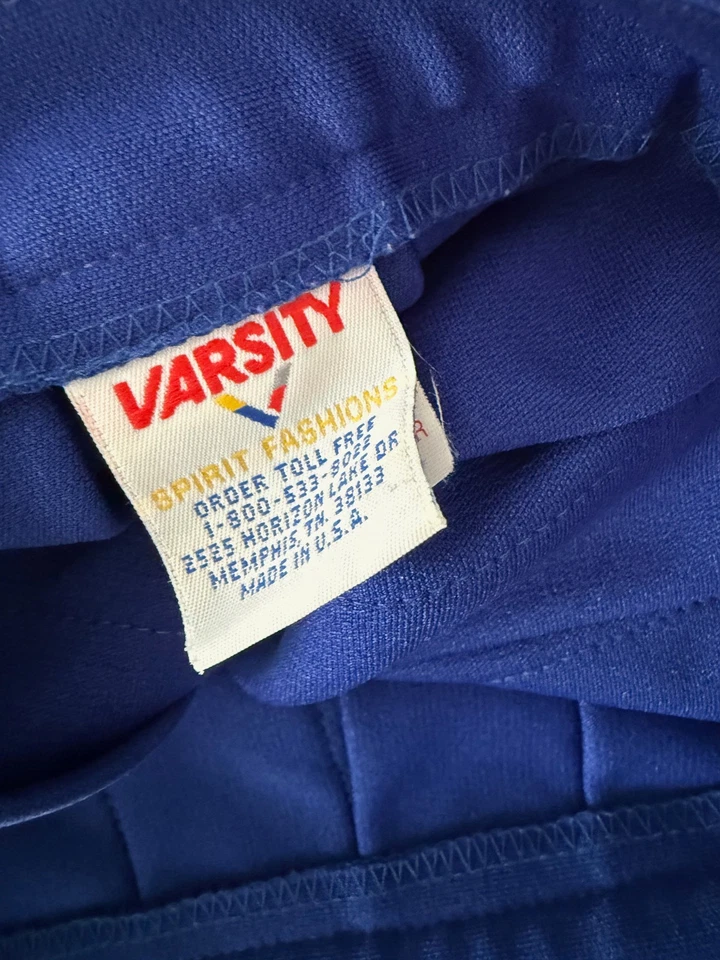 VARSITY
SPIRIT FASHIONS
ORDER TOLL FREE
1-800-533-8022
2525 HORIZON LAKE DR
MEMPHIS, TN. 38133
MADE IN U.S.A.
R